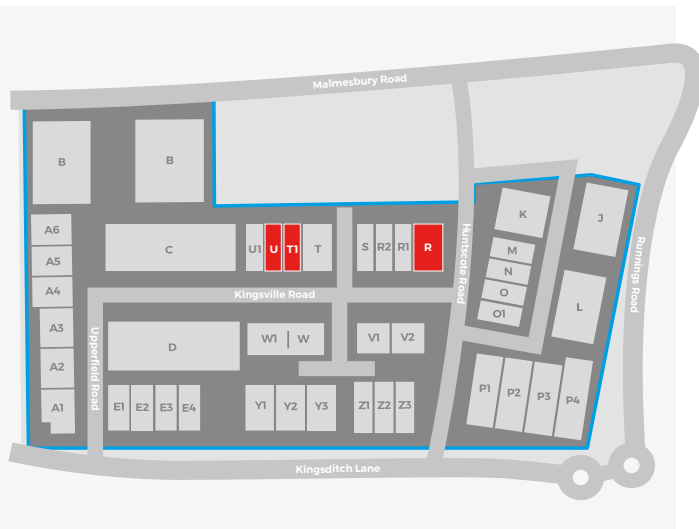 Malmesbury Road
B
B
K
J
A6
C
U1
U
T1
T
S
R2
R1
R
Huntscote Road
Runnings Road
A5
M
N
A4
Kingsville Road
O
L
O1
A3
Upperfield Road
D
W1 | W
V1
V2
A2
P1
P2
P3
P4
A1
E1
E2
E3
E4
Y1
Y2
Y3
Z1
Z2
Z3
Kingsditch Lane